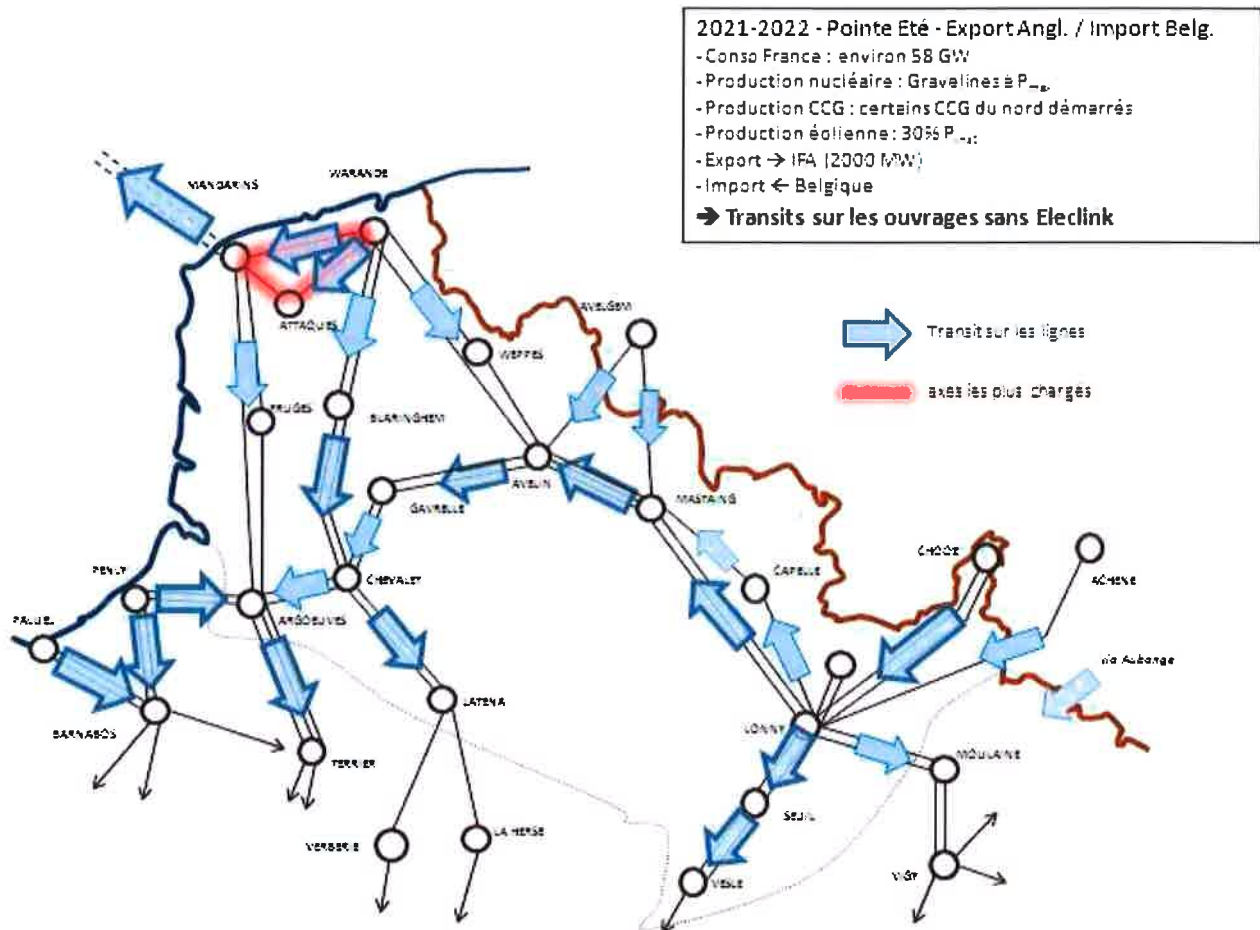 2021-2022 - Pointe Eté - Export Angl. / Import Belg.
- Conso France : environ 58 GW
- Production nucléaire : Gravelines à
- Production CCG : certains CCG du nord démarrés
- Production éolienne : 30%
- Export → IFA (2000 MW)
- Import ← Belgique
➔ Transits sur les ouvrages sans Eleclink
WARANDE
MANDARINS
AVELGEM
ATTAQUES
Transit sur les lignes
WEPPES
axes les plus chargés
FRUGES
BLARINGHEM
AVELIN
GAVRELLE
MASTAING
CHOOZ
PENLY
CHEVALET
CAPELLE
ACHENE
ARGOEUVES
PALUEL
via Aubange
LATENA
BARNABOS
LONNY
TERRIER
MOULAINE
SEUIL
VERBERIE
LA HERSE
VESLE
VIGY